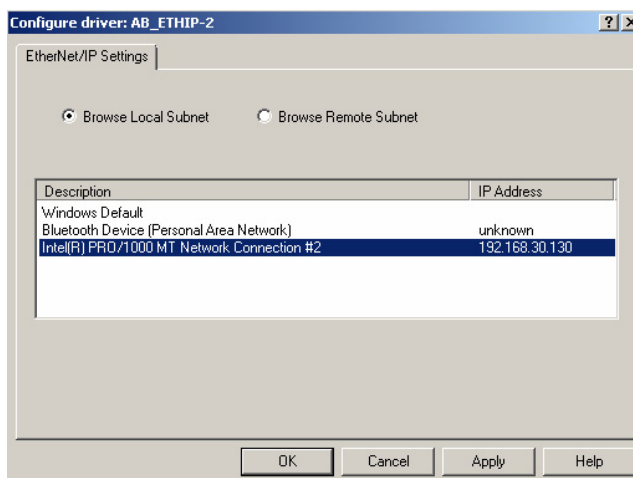 Configure driver: AB_ETHIP-2
EtherNet/IP Settings
Browse Local Subnet Browse Remote Subnet
Description IP Address
Windows Default
Bluetooth Device (Personal Area Network) unknown
Intel(R) PRO/1000 MT Network Connection #2 192.168.30.130
OK Cancel Apply Help